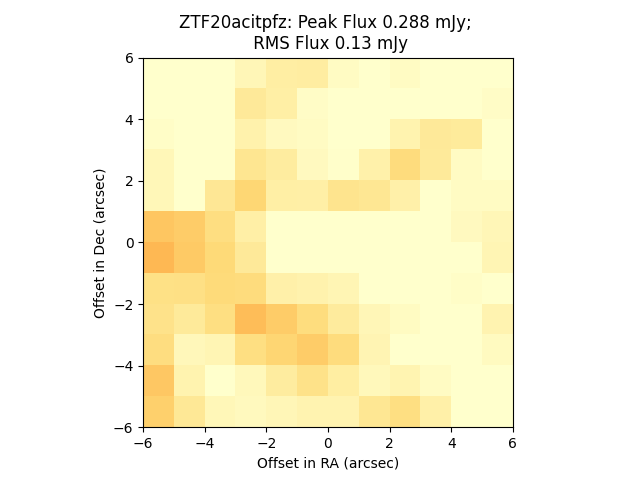 ZTF20acitpfz: Peak Flux 0.288 mJy;
RMS Flux 0.13 mJy
6
4
2
0
−2
−4
−6
Offset in Dec (arcsec)
−6 −4 −2 0 2 4 6
Offset in RA (arcsec)